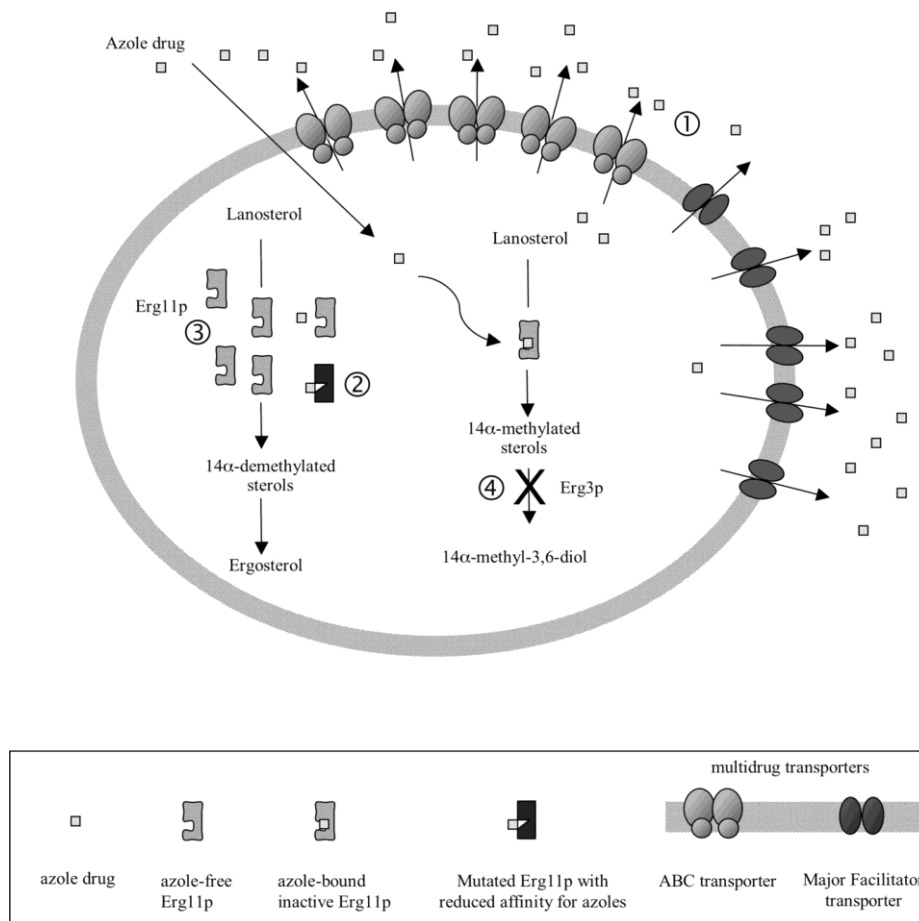 Azole drug
①
Lanosterol
Lanosterol
Erg11p
③
②
14α-methylated
sterols
14α-demethylated
sterols
④
X
Erg3p
Ergosterol
14α-methyl-3,6-diol
multidrug transporters
azole drug
azole-free
Erg11p
azole-bound
inactive Erg11p
Mutated Erg11p with
reduced affinity for azoles
ABC transporter
Major Facilitator
transporter